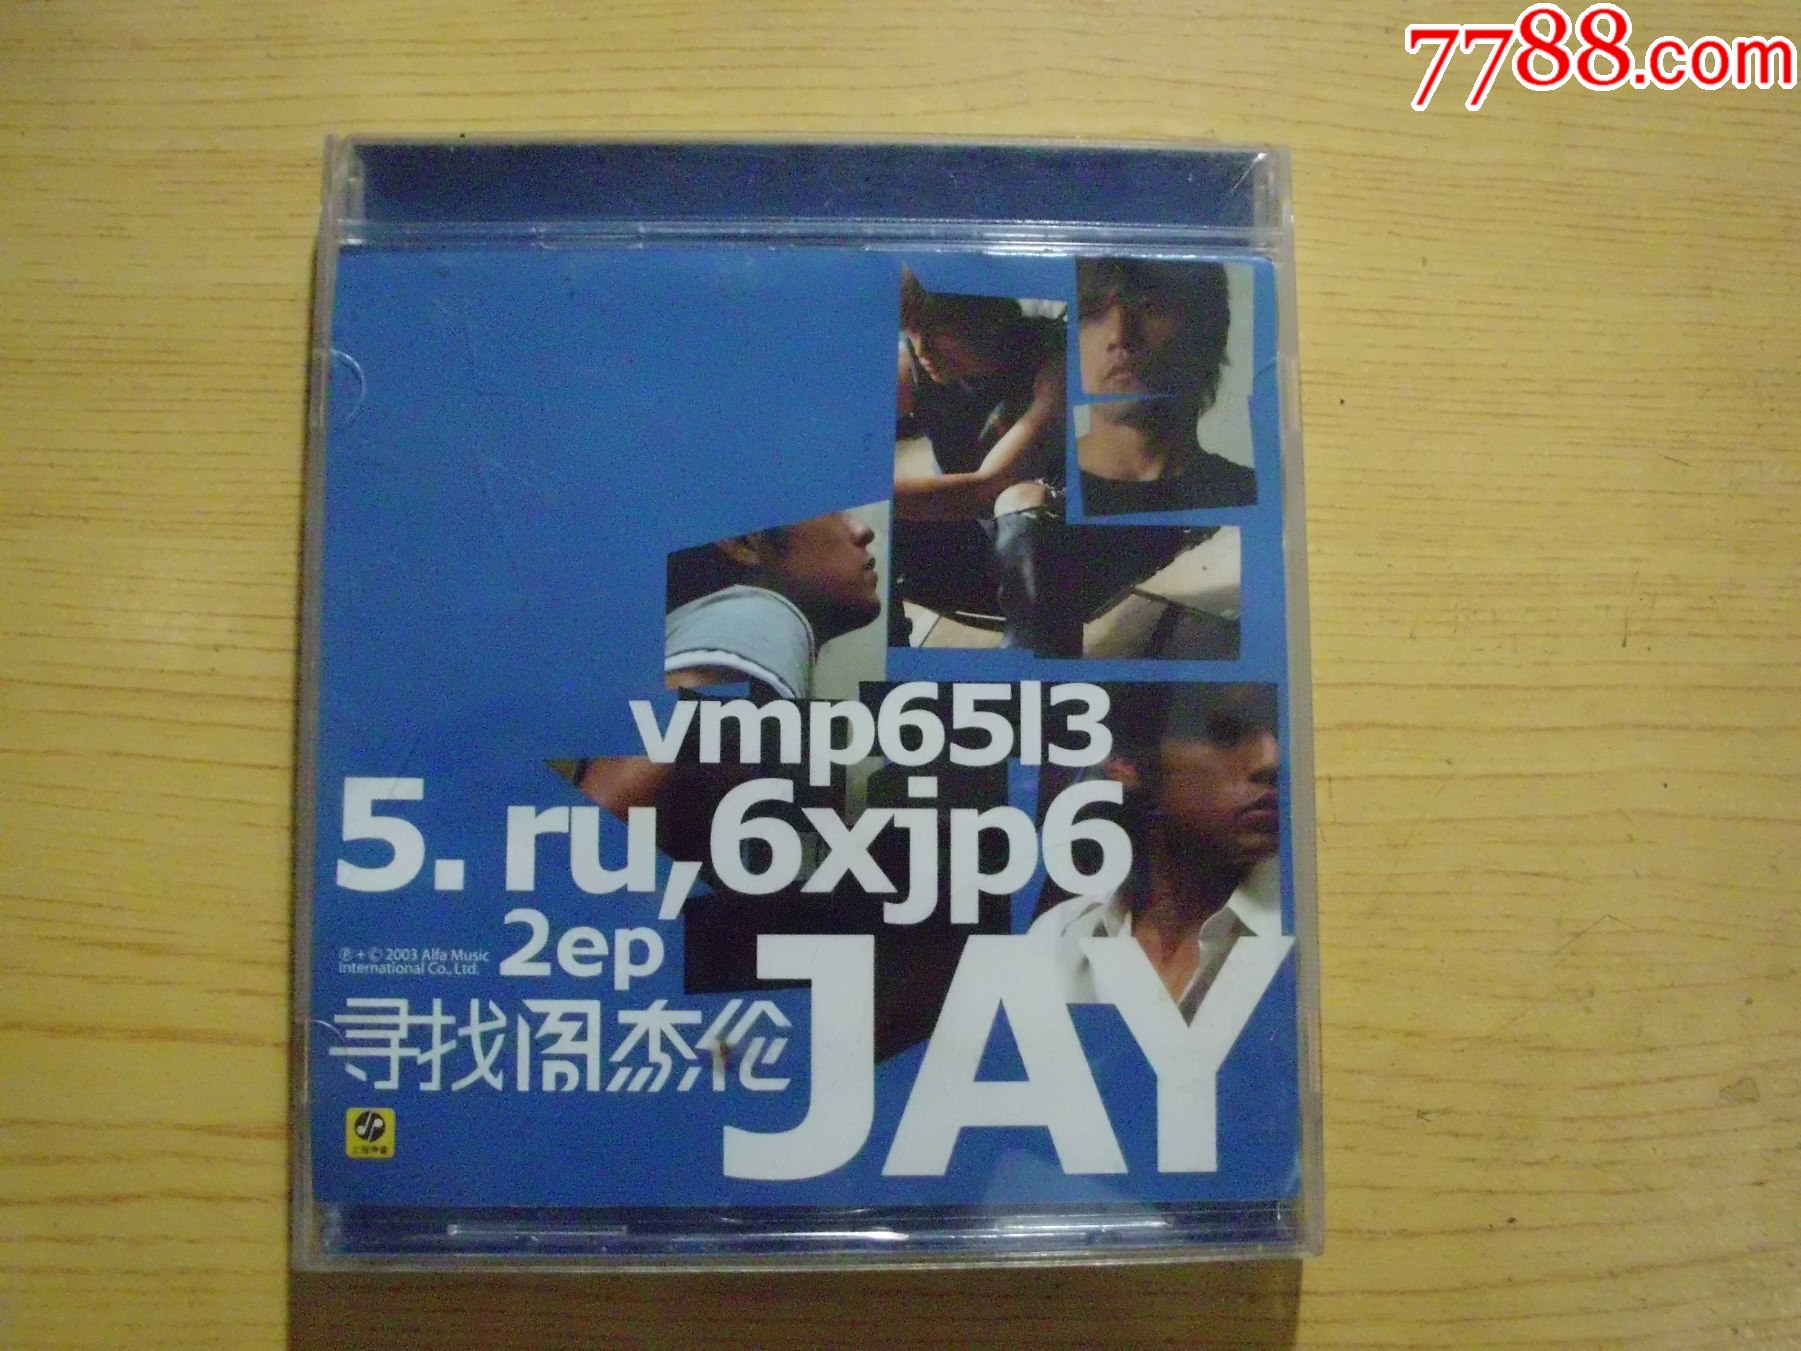 7788.com
vmp65l3
5. ru,6xjp6
2ep
℗ + © 2003 Alfa Music
International Co., Ltd.
寻找周杰伦
JAY